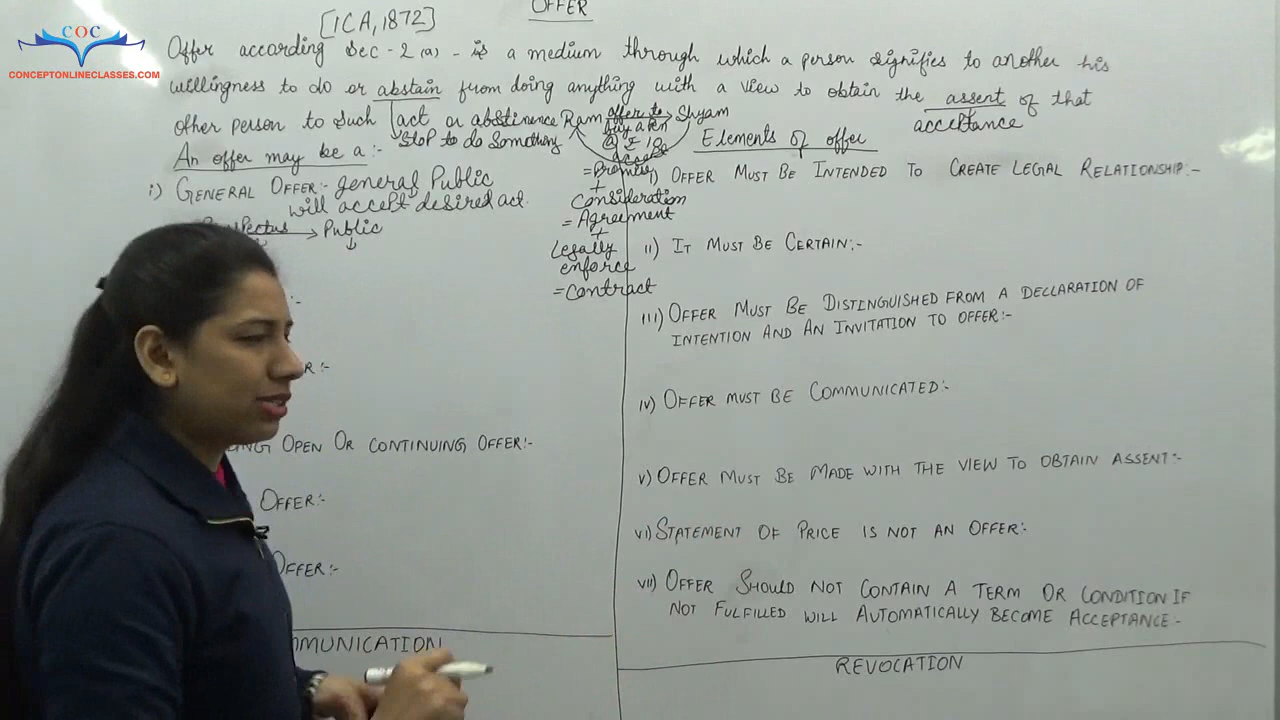 COC
CONCEPTONLINECLASSES.COM
[ICA, 1872]
OFFER
Offer according Sec - 2 (a) - is a medium through which a person signifies to another his
willingness to do or abstain from doing anything with a view to obtain the assent of that
other person to such act or abstinence
acceptance
Stop to do Something
Ram offer to Shyam
buy a Pen
@ ₹ 10
accept
= Promise
+
Consideration
= Agreement
+
Legally
enforce
= Contract
An offer may be a :-
i) GENERAL OFFER:- general Public
will accept desired act.
Public
:-
:-
OPEN OR CONTINUING OFFER:-
OFFER:-
OFFER:-
Elements of offer
i) OFFER MUST BE INTENDED TO CREATE LEGAL RELATIONSHIP:-
ii) IT MUST BE CERTAIN:-
iii) OFFER MUST BE DISTINGUISHED FROM A DECLARATION OF
INTENTION AND AN INVITATION TO OFFER:-
iv) OFFER MUST BE COMMUNICATED:-
v) OFFER MUST BE MADE WITH THE VIEW TO OBTAIN ASSENT:-
vi) STATEMENT OF PRICE IS NOT AN OFFER:-
vii) OFFER SHOULD NOT CONTAIN A TERM OR CONDITION IF
NOT FULFILLED WILL AUTOMATICALLY BECOME ACCEPTANCE:-
MMUNICATION
REVOCATION